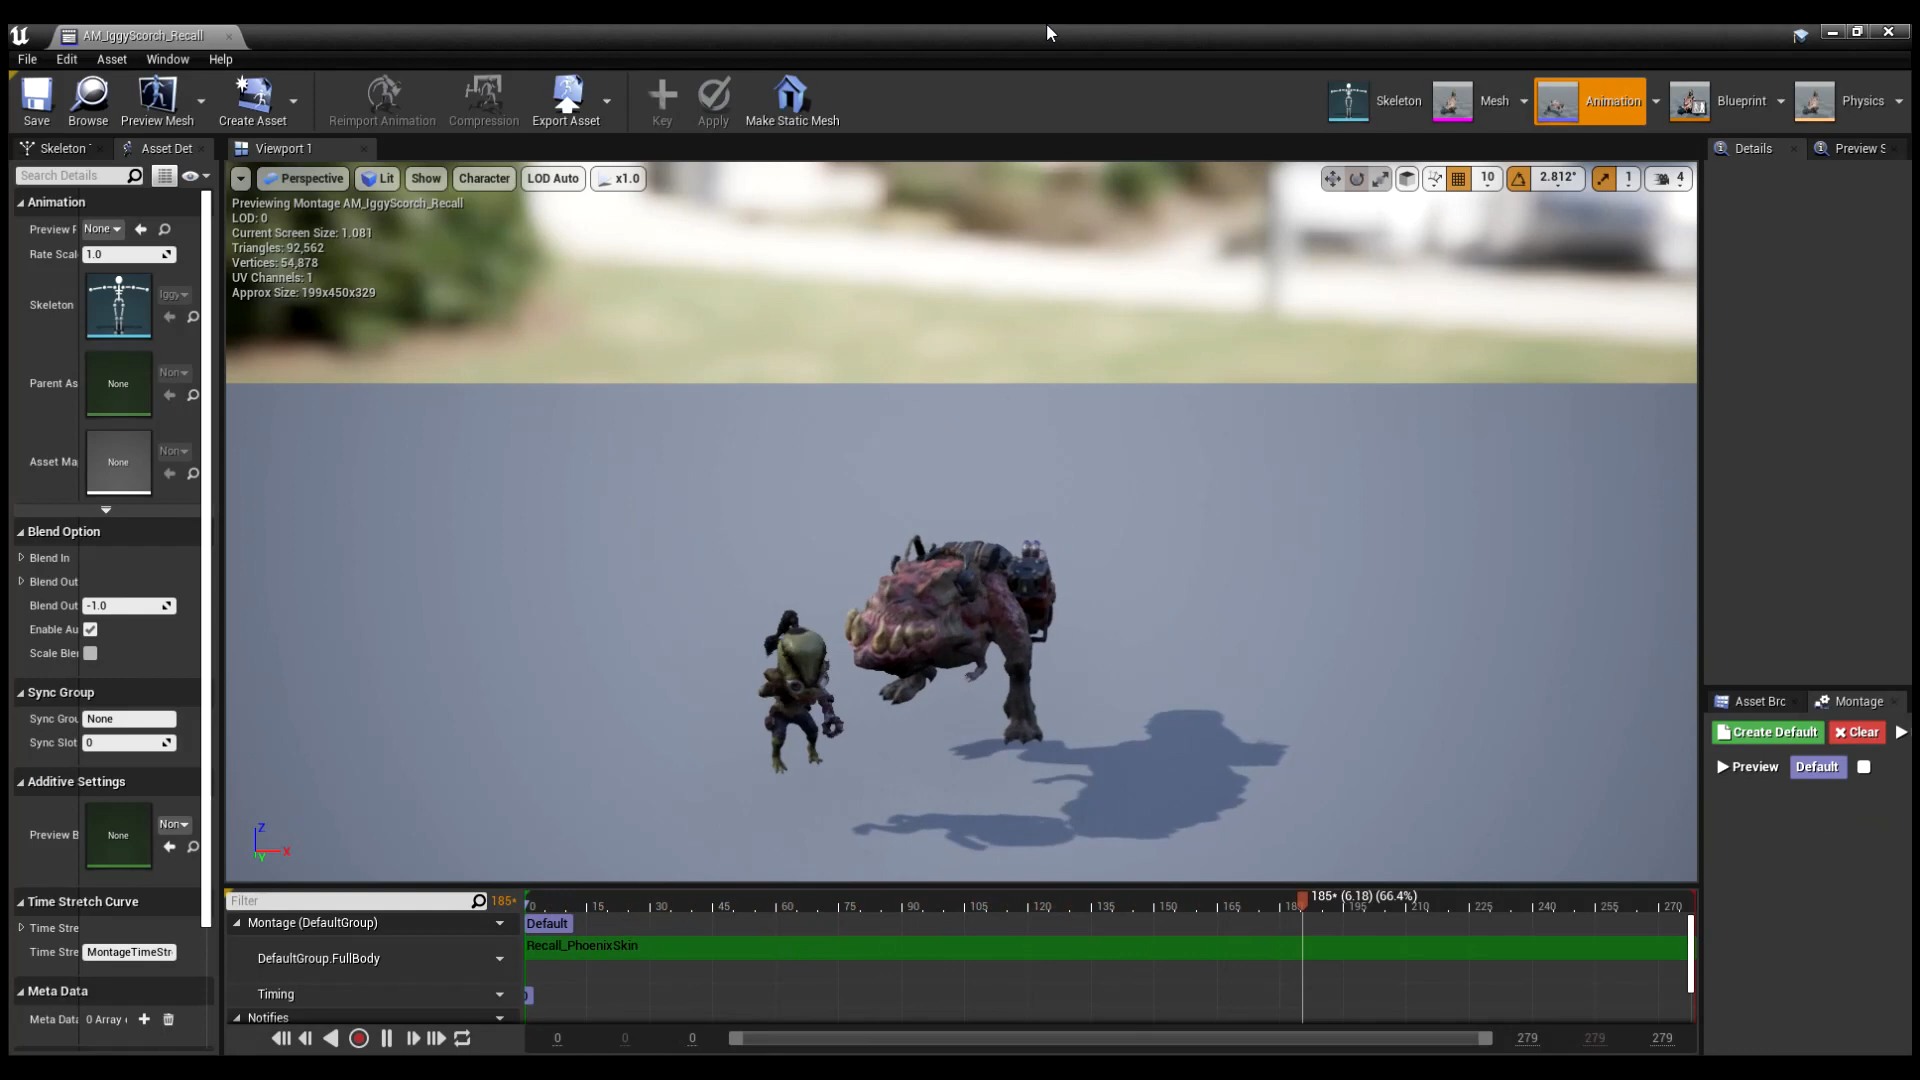 AM_IggyScorch_Recall
File Edit Asset Window Help
Save Browse Preview Mesh Create Asset Reimport Animation Compression Export Asset Key Apply Make Static Mesh
Skeleton Mesh Animation Blueprint Physics
Skeleton Asset Det Viewport 1 Details Preview S
Search Details
Perspective Lit Show Character LOD Auto x1.0 10 2.812° 1 4
Animation
Preview F None
Rate Scal 1.0
Skeleton Iggy
Parent As None Non
Asset Ma None Non
Previewing Montage AM_IggyScorch_Recall
LOD: 0
Current Screen Size: 1.081
Triangles: 92,562
Vertices: 54,878
UV Channels: 1
Approx Size: 199x450x329
Blend Option
Blend In
Blend Out
Blend Out -1.0
Enable Au
Scale Ble
Sync Group
Sync Grou None
Sync Slot 0
Additive Settings
Preview B None Non
Time Stretch Curve
Time Stre
Time Stre MontageTimeStr
Meta Data
Meta Data 0 Array
Z
X
Y
Asset Brc Montage
Create Default Clear
Preview Default
Filter 185*
185* (6.18) (66.4%)
0 15 30 45 60 75 90 105 120 135 150 165 18 195 210 225 240 255 270
Montage (DefaultGroup) Default
Recall_PhoenixSkin
DefaultGroup.FullBody
Timing
Notifies
0 0 0 279 279 279